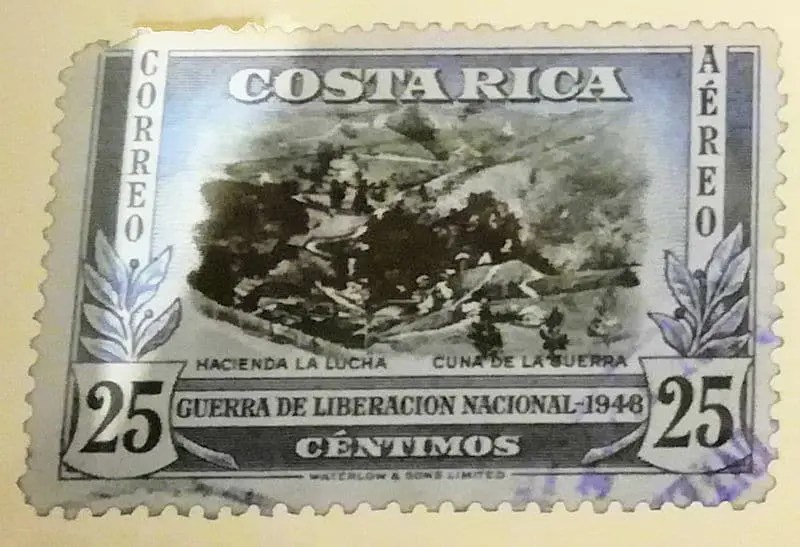 COSTA RICA
CORREO
AÉREO
HACIENDA LA LUCHA CUNA DE LA GUERRA
25 GUERRA DE LIBERACION NACIONAL-1948 25
CÉNTIMOS
WATERLOW & SONS LIMITED